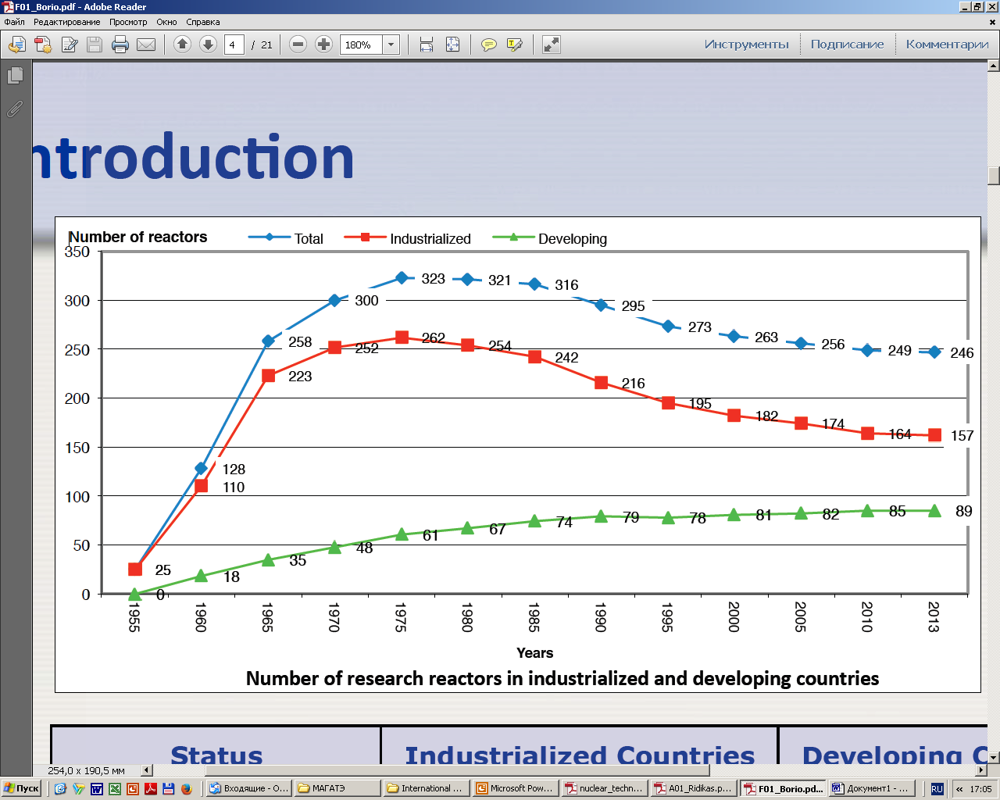 F01_Borio.pdf - Adobe Reader
Файл Редактирование Просмотр Окно Справка
4 / 21 180% Инструменты Подписание Комментарии
ntroduction
Number of reactors Total Industrialized Developing
350
300
250
200
150
100
50
0
323 321 316 295 273 263 256 249 246
300
258
128
252 262 254 242 216 195 182 174 164 157
223
110
25
0 18 35 48 61 67 74 79 78 81 82 85 89
1955 1960 1965 1970 1975 1980 1985 1990 1995 2000 2005 2010 2013
Years
Number of research reactors in industrialized and developing countries
Status Industrialized Countries Developing C
254,0 x 190,5 мм
Пуск Входящие - O... МАГАТЭ International ... Microsoft Pow... nuclear_techn... A01_Ridikas.p... F01_Borio.pd... Документ1 - ... RU « 17:05